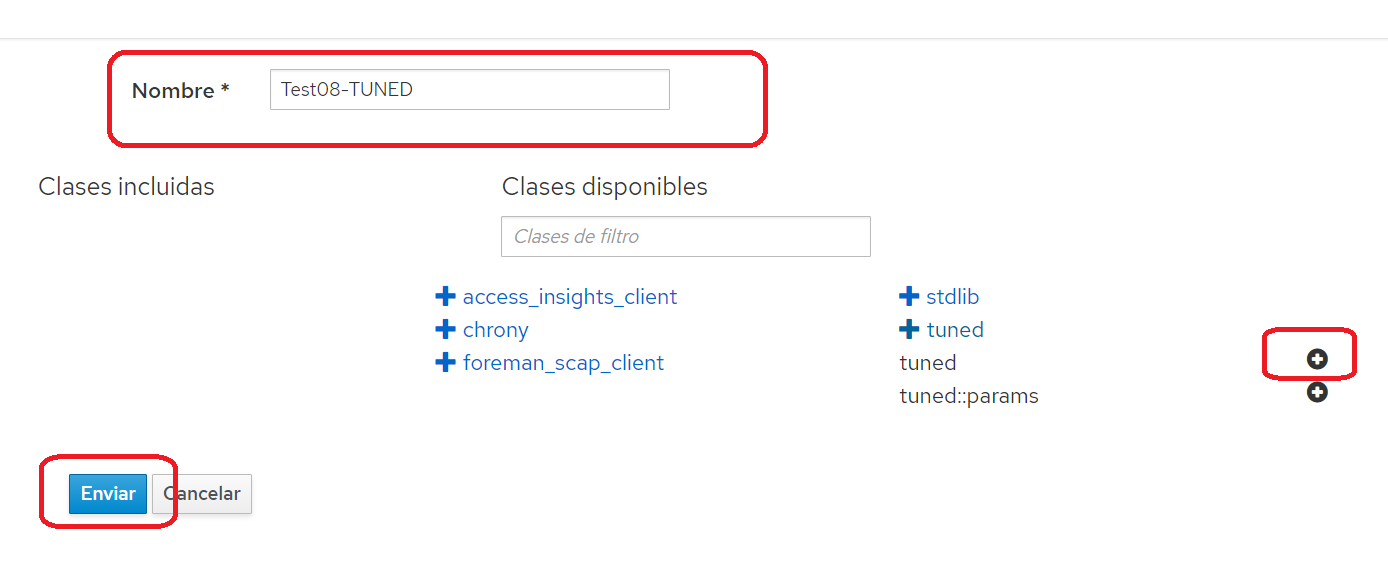 Nombre *
Test08-TUNED
Clases incluidas
Clases disponibles
Clases de filtro
access_insights_client
chrony
foreman_scap_client
stdlib
tuned
tuned
tuned::params
Enviar
Cancelar